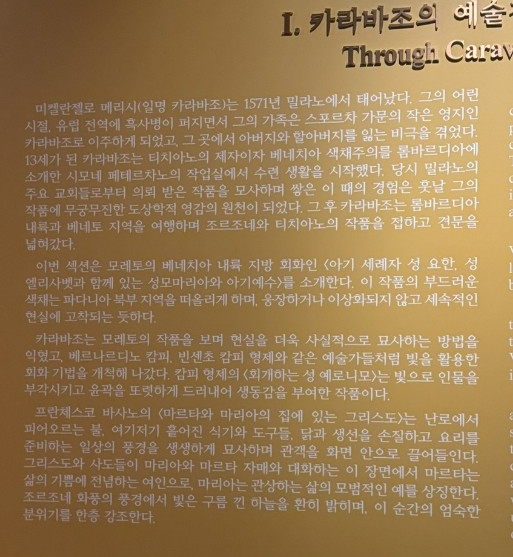 I. 카라바조의 예술
Through Carav
미켈란젤로 메리시(일명 카라바조)는 1571년 밀라노에서 태어났다. 그의 어린
시절, 유럽 전역에 흑사병이 퍼지면서 그의 가족은 스포르차 가문의 작은 영지인
카라바조로 이주하게 되었고, 그 곳에서 아버지와 할아버지를 잃는 비극을 겪었다.
13세가 된 카라바조는 티치아노의 제자이자 베네치아 색채주의를 롬바르디아에
소개한 시모네 페테르차노의 작업실에서 수련 생활을 시작했다. 당시 밀라노의
주요 교회들로부터 의뢰 받은 작품을 모사하며 쌓은 이 때의 경험은 훗날 그의
작품에 무궁무진한 도상학적 영감의 원천이 되었다. 그 후 카라바조는 롬바르디아
내륙과 베네토 지역을 여행하며 조르조네와 티치아노의 작품을 접하고 견문을
넓혀갔다.
이번 섹션은 모레토의 베네치아 내륙 지방 회화인 〈아기 세례자 성 요한, 성
엘리사벳과 함께 있는 성모마리아와 아기예수〉를 소개한다. 이 작품의 부드러운
색채는 파다니아 북부 지역을 떠올리게 하며, 웅장하거나 이상화되지 않고 세속적인
현실에 고착되는 듯하다.
카라바조는 모레토의 작품을 보며 현실을 더욱 사실적으로 묘사하는 방법을
익혔고, 베르나르디노 캄피, 빈센초 캄피 형제와 같은 예술가들처럼 빛을 활용한
회화 기법을 개척해 나갔다. 캄피 형제의 〈회개하는 성 예로니모〉는 빛으로 인물을
부각시키고 윤곽을 또렷하게 드러내어 생동감을 부여한 작품이다.
프란체스코 바사노의 〈마르타와 마리아의 집에 있는 그리스도〉는 난로에서
피어오르는 불, 여기저기 흩어진 식기와 도구들, 닭과 생선을 손질하고 요리를
준비하는 일상의 풍경을 생생하게 묘사하며 관객을 화면 안으로 끌어들인다.
그리스도와 사도들이 마리아와 마르타 자매와 대화하는 이 장면에서 마르타는
삶의 기쁨에 전념하는 여인으로, 마리아는 관상하는 삶의 모범적인 예를 상징한다.
조르조네 화풍의 풍경에서 빛은 구름 낀 하늘을 환히 밝히며, 이 순간의 엄숙한
분위기를 한층 강조한다.